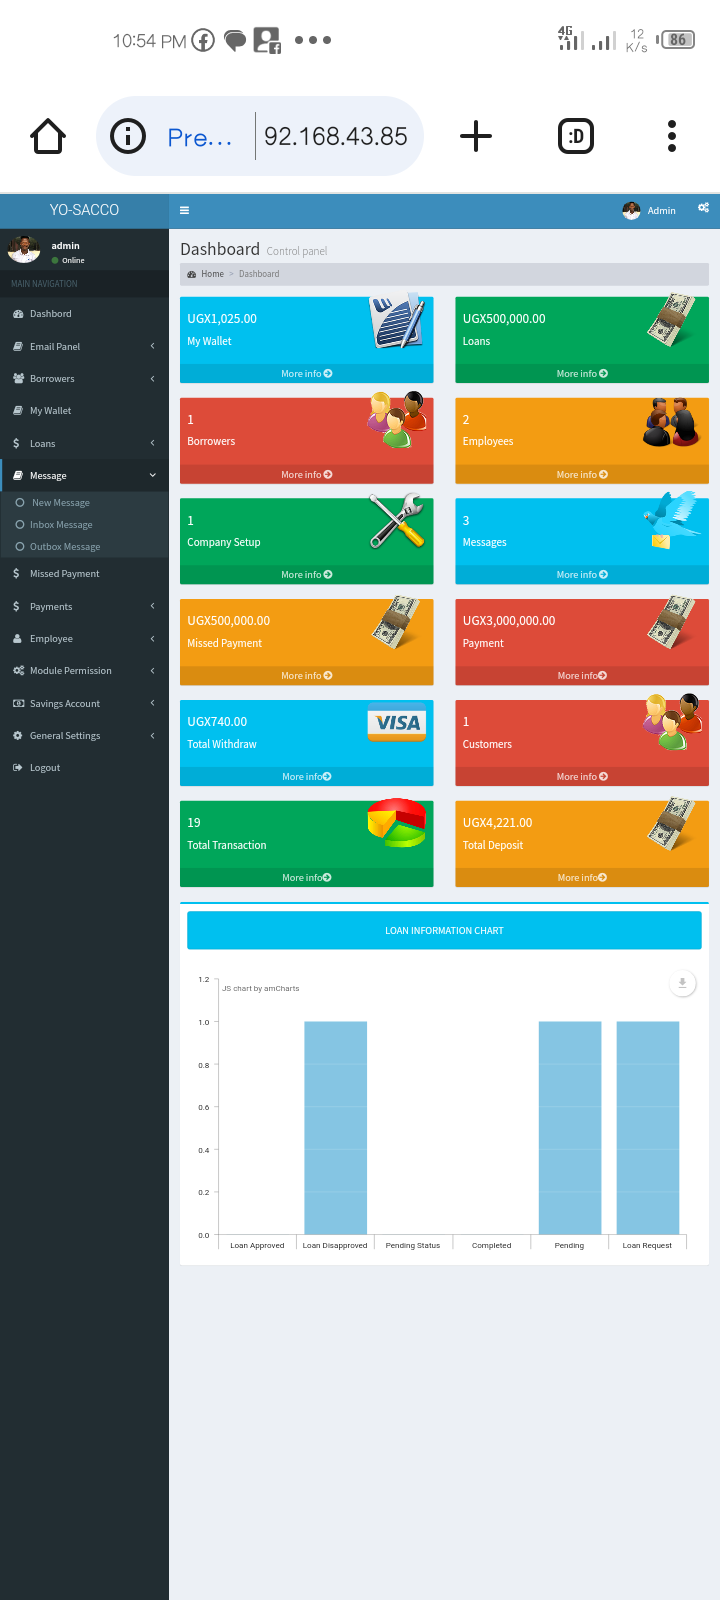 10:54 PM
4G
12 K/s
86
Pre...
92.168.43.85
:D
YO-SACCO
Admin
admin
Online
MAIN NAVIGATION
Dashbord
Email Panel
Borrowers
My Wallet
Loans
Message
New Message
Inbox Message
Outbox Message
Missed Payment
Payments
Employee
Module Permission
Savings Account
General Settings
Logout
Dashboard Control panel
Home > Dashboard
UGX1,025.00
My Wallet
More info
UGX500,000.00
Loans
More info
1
Borrowers
More info
2
Employees
More info
1
Company Setup
More info
3
Messages
More info
UGX500,000.00
Missed Payment
More info
UGX3,000,000.00
Payment
More info
UGX740.00
Total Withdraw
More info
VISA
1
Customers
More info
19
Total Transaction
More info
UGX4,221.00
Total Deposit
More info
LOAN INFORMATION CHART
JS chart by amCharts
1.2
1.0
0.8
0.6
0.4
0.2
0.0
Loan Approved
Loan Disapproved
Pending Status
Completed
Pending
Loan Request